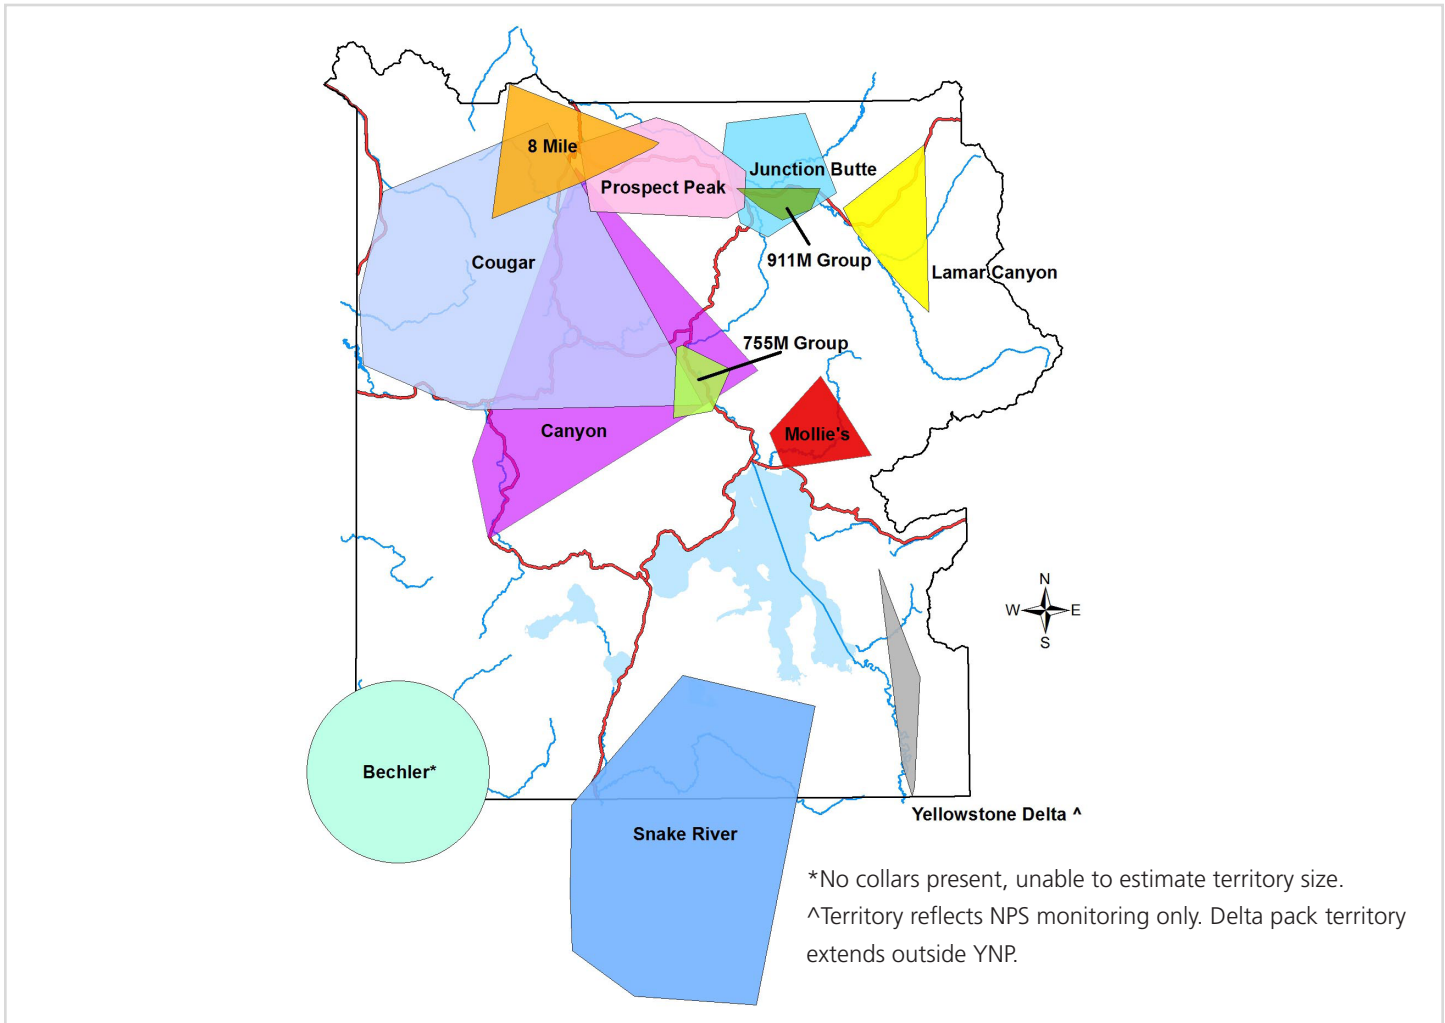 8 Mile
Prospect Peak
Junction Butte
Cougar
911M Group
Lamar Canyon
755M Group
Canyon
Mollie's
N
W E
S
Bechler*
Yellowstone Delta ^
Snake River
*No collars present, unable to estimate territory size.
^Territory reflects NPS monitoring only. Delta pack territory
extends outside YNP.